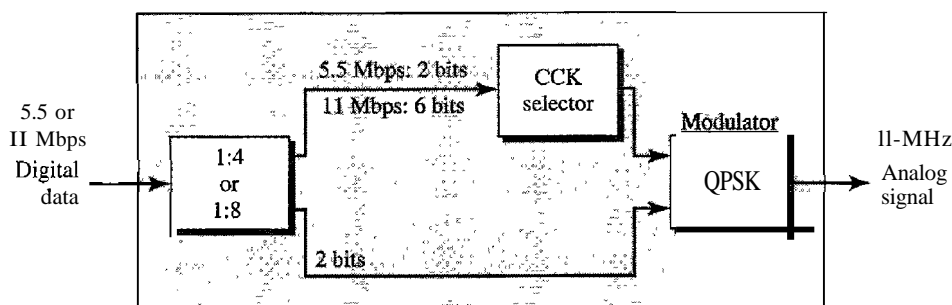 5.5 or
II Mbps
Digital
data
1:4
or
1:8
5.5 Mbps: 2 bits
11 Mbps: 6 bits
2 bits
CCK
selector
Modulator
QPSK
ll-MHz
Analog
signal